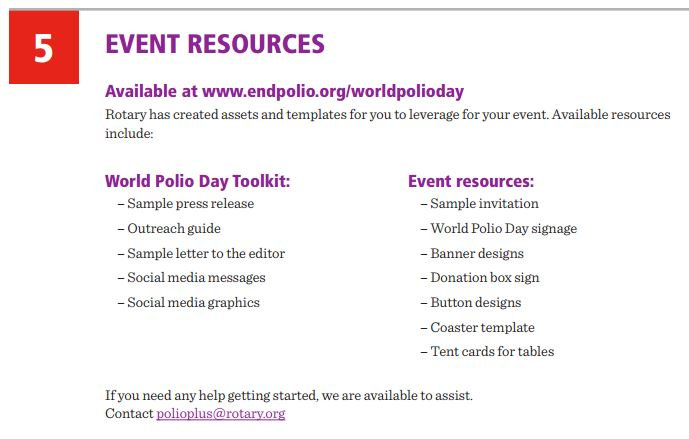 5
EVENT RESOURCES
Available at www.endpolio.org/worldpolioday
Rotary has created assets and templates for you to leverage for your event. Available resources
include:
World Polio Day Toolkit:
– Sample press release
– Outreach guide
– Sample letter to the editor
– Social media messages
– Social media graphics
Event resources:
– Sample invitation
– World Polio Day signage
– Banner designs
– Donation box sign
– Button designs
– Coaster template
– Tent cards for tables
If you need any help getting started, we are available to assist.
Contact polioplus@rotary.org